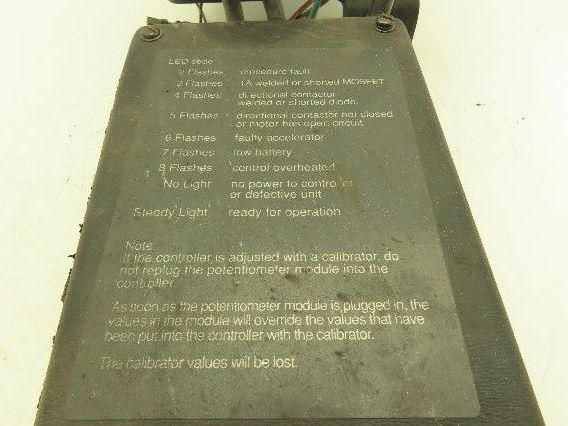 LED code
2 Flashes procedure fault
3 Flashes 1A welded or shorted MOSFET
4 Flashes directional contactor
welded or shorted diode.
5 Flashes directional contactor not closed
or motor has open circuit.
6 Flashes faulty accelerator
7 Flashes low battery
8 Flashes control overheated
No Light no power to controller
or defective unit
Steady Light ready for operation
Note:
If the controller is adjusted with a calibrator, do
not replug the potentiometer module into the
controller.
As soon as the potentiometer module is plugged in, the
values in the module will override the values that have
been put into the controller with the calibrator.
The calibrator values will be lost.